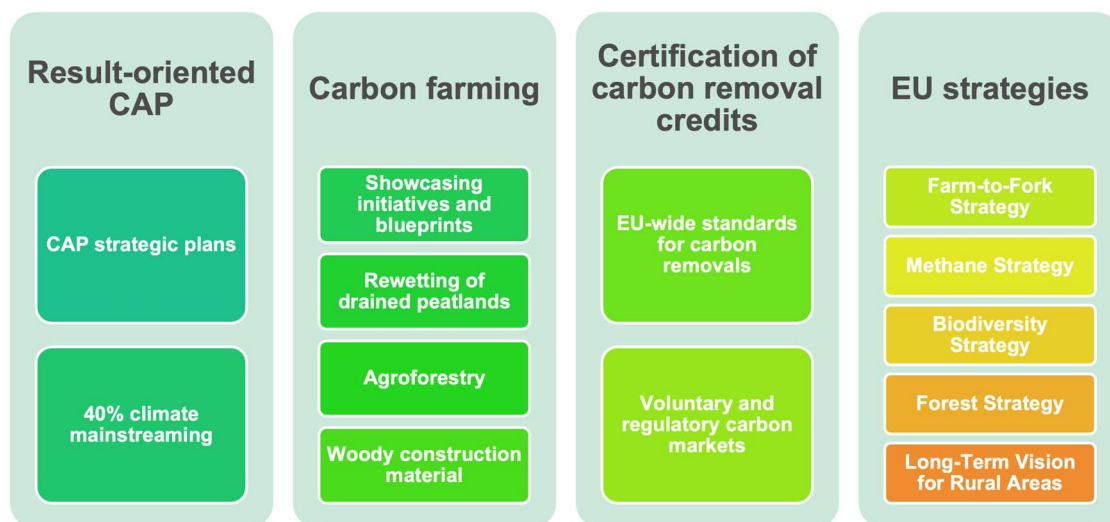 Result-oriented
CAP
CAP strategic plans
40% climate
mainstreaming
Carbon farming
Showcasing
initiatives and
blueprints
Rewetting of
drained peatlands
Agroforestry
Woody construction
material
Certification of
carbon removal
credits
EU-wide standards
for carbon
removals
Voluntary and
regulatory carbon
markets
EU strategies
Farm-to-Fork
Strategy
Methane Strategy
Biodiversity
Strategy
Forest Strategy
Long-Term Vision
for Rural Areas